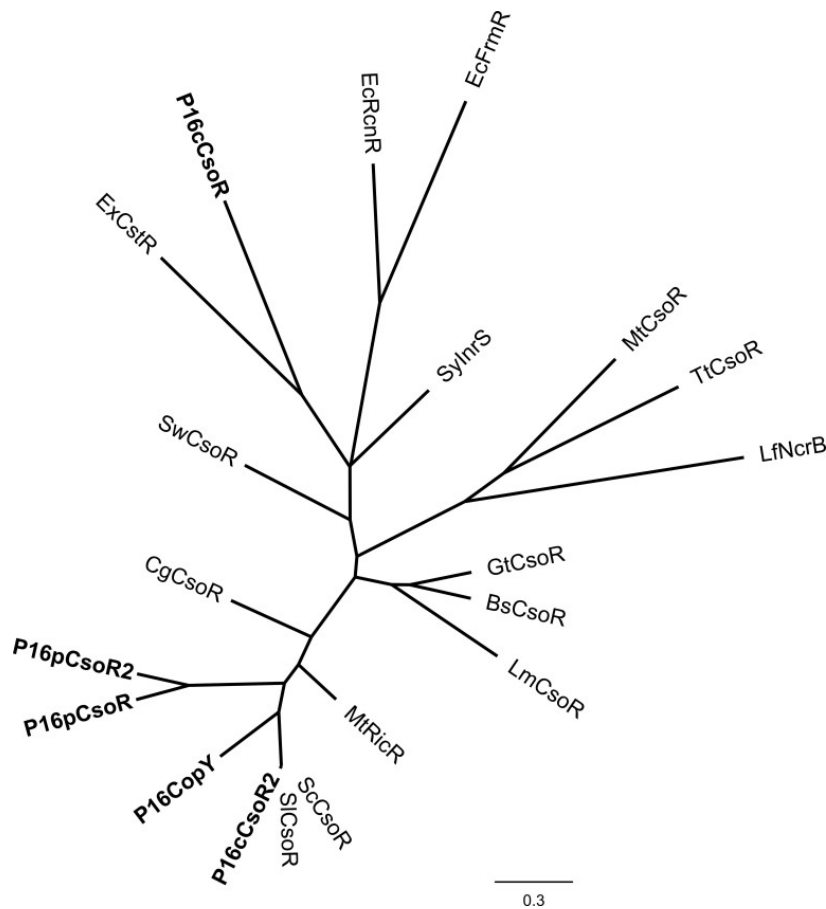 EcFrmR
EcRcnR
P16cCsoR
ExCstR
MtCsoR
SyInrS
TtCsoR
SwCsoR
LfNcrB
GtCsoR
CgCsoR
BsCsoR
P16pCsoR2
LmCsoR
P16pCsoR
MtRicR
P16CopY
P16cCsoR2
SlCsoR
ScCsoR
0.3